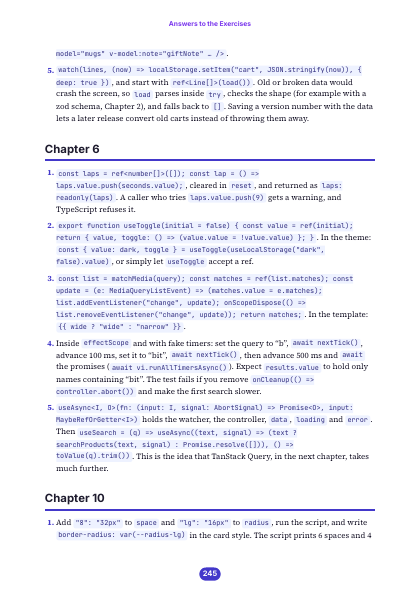 Answers to the Exercises
model="mugs" v-model:note="giftNote" … /> .
5. watch(lines, (now) => localStorage.setItem("cart", JSON.stringify(now)), {
deep: true }) , and start with ref<Line[]>(load()) . Old or broken data would
crash the screen, so load parses inside try , checks the shape (for example with a
zod schema, Chapter 2), and falls back to [] . Saving a version number with the data
lets a later release convert old carts instead of throwing them away.
Chapter 6
1. const laps = ref<number[]>([]); const lap = () =>
laps.value.push(seconds.value); , cleared in reset , and returned as laps:
readonly(laps) . A caller who tries laps.value.push(9) gets a warning, and
TypeScript refuses it.
2. export function useToggle(initial = false) { const value = ref(initial);
return { value, toggle: () => (value.value = !value.value) }; } . In the theme:
const { value: dark, toggle } = useToggle(useLocalStorage("dark",
false).value) , or simply let useToggle accept a ref.
3. const list = matchMedia(query); const matches = ref(list.matches); const
update = (e: MediaQueryListEvent) => (matches.value = e.matches);
list.addEventListener("change", update); onScopeDispose(() =>
list.removeEventListener("change", update)); return matches; . In the template:
{{ wide ? "wide" : "narrow" }} .
4. Inside effectScope and with fake timers: set the query to “b”, await nextTick() ,
advance 100 ms, set it to “bit”, await nextTick() , then advance 500 ms and await
the promises ( await vi.runAllTimersAsync() ). Expect results.value to hold only
names containing “bit”. The test fails if you remove onCleanup(() =>
controller.abort()) and make the first search slower.
5. useAsync<I, O>(fn: (input: I, signal: AbortSignal) => Promise<O>, input:
MaybeRefOrGetter<I>) holds the watcher, the controller, data , loading and error .
Then useSearch = (q) => useAsync((text, signal) => (text ?
searchProducts(text, signal) : Promise.resolve([])), () =>
toValue(q).trim()) . This is the idea that TanStack Query, in the next chapter, takes
much further.
Chapter 10
1. Add "8": "32px" to space and "lg": "16px" to radius , run the script, and write
border-radius: var(--radius-lg) in the card style. The script prints 6 spaces and 4
245